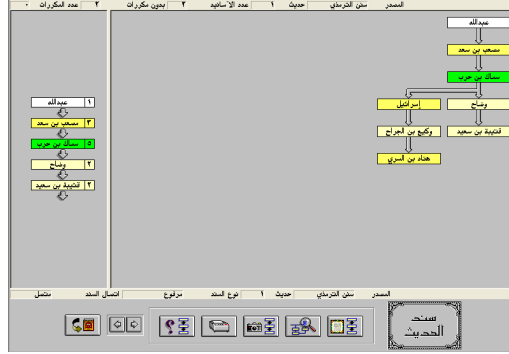 المصدر سنن الترمذي حديث ١ عدد الأسانيد ٢ بدون مكررات ٢ عدد المكررات ٠
عبدالله
مصعب بن سعد
سماك بن حرب
إسرائيل وضاح
وكيع بن الجراح قتيبة بن سعيد
هناد بن السري
١ عبدالله
٣ مصعب بن سعد
٥ سماك بن حرب
٢ وضاح
٢ قتيبة بن سعيد
المصدر سنن الترمذي حديث ١ نوع السند مرفوع اتصال السند متصل
سند
الحديث